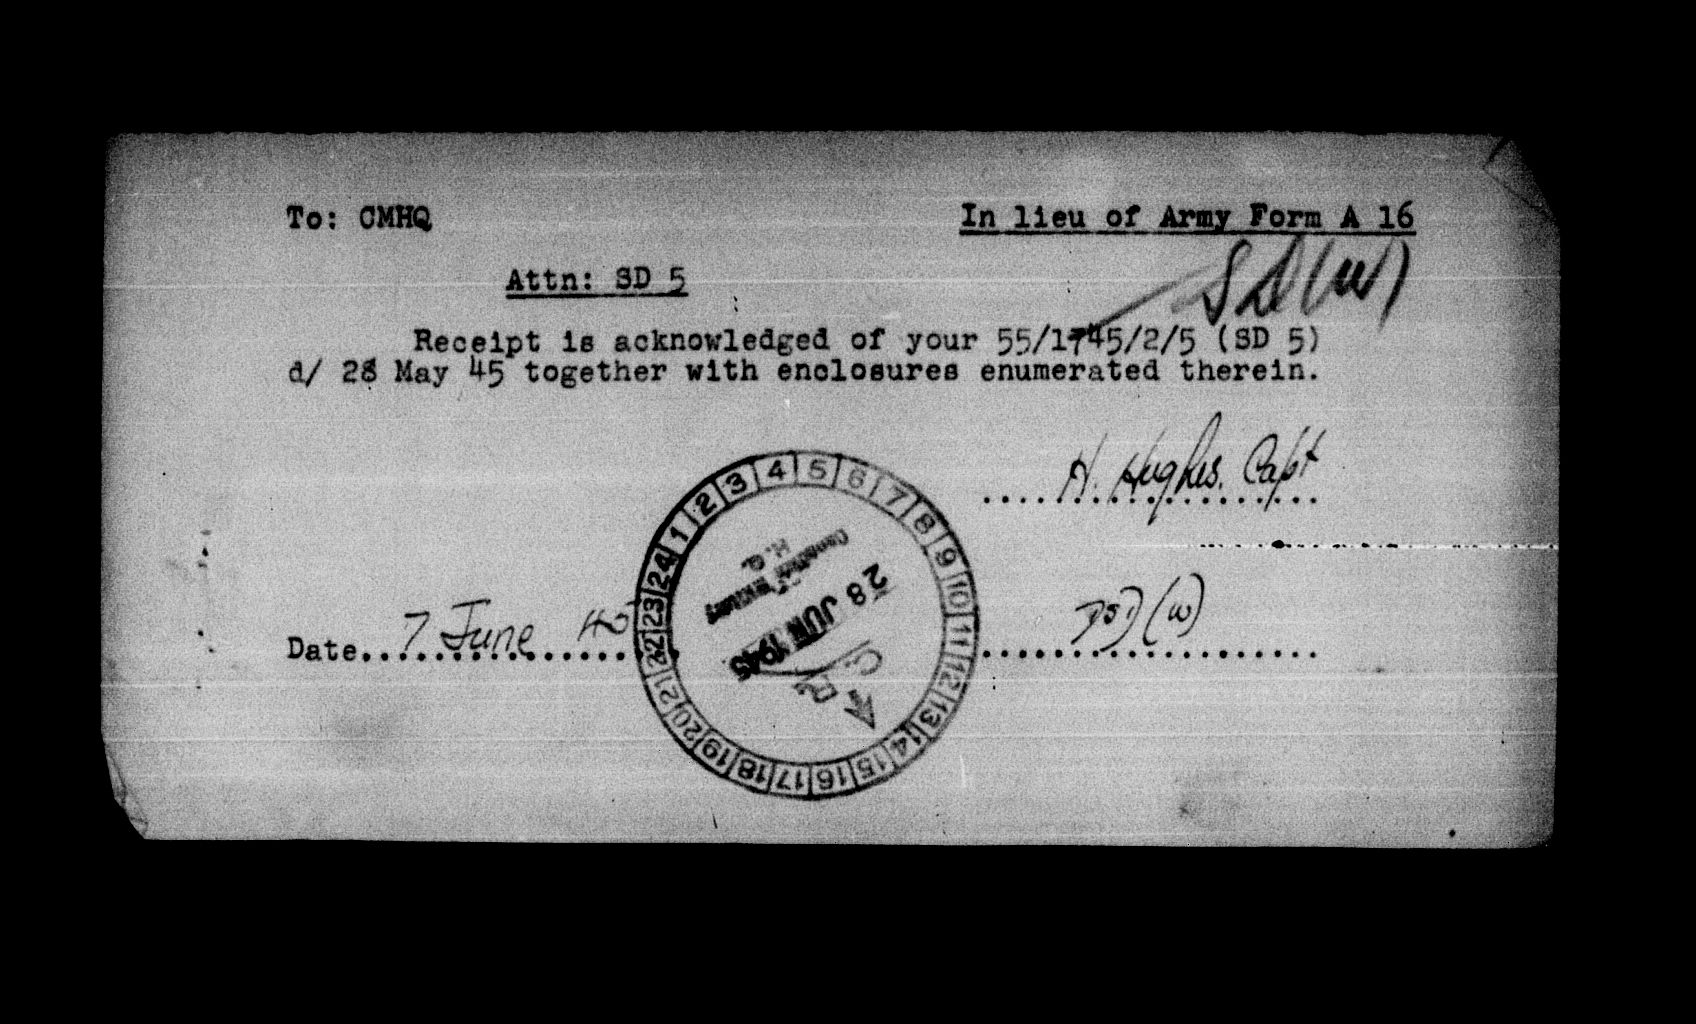 To: CMHQ
In lieu of Army Form A 16
SD(W)
Attn: SD 5
Receipt is acknowledged of your 55/1745/2/5 (SD 5)
d/ 28 May 45 together with enclosures enumerated therein.
H. Hughes. Capt
Date 7 June 45
DSD(W)
1 2 3 4 5 6 7 8 9 10 11 12 13 14 15 16 17 18 19 20 21 22 23 24
Canadian Military
H.Q.
28 JUN 1945